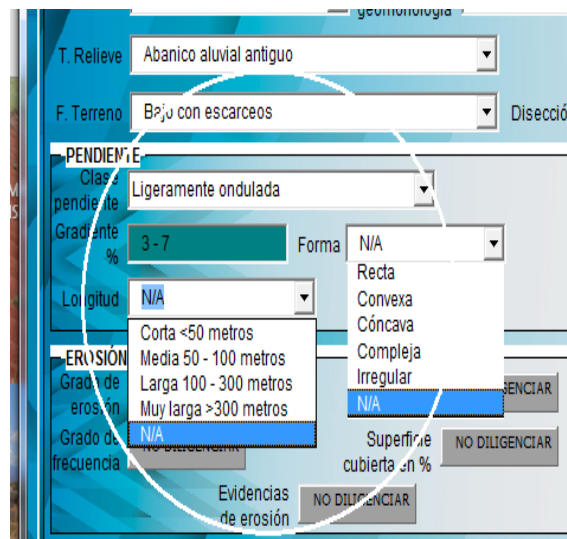 geomorfología
T. Relieve Abanico aluvial antiguo
F. Terreno Bajo con escarceos Disecció
PENDIENTE
Clase pendiente Ligeramente ondulada
Gradiente % 3 - 7 Forma N/A
Recta
Convexa
Cóncava
Compleja
Irregular
N/A
Longitud N/A
Corta <50 metros
Media 50 - 100 metros
Larga 100 - 300 metros
Muy larga >300 metros
N/A
EROSIÓN
Grado de erosión ENCIAR
Grado de frecuencia NO DILIGENCIAR
Superficie cubierta en % NO DILIGENCIAR
Evidencias de erosión NO DILIGENCIAR